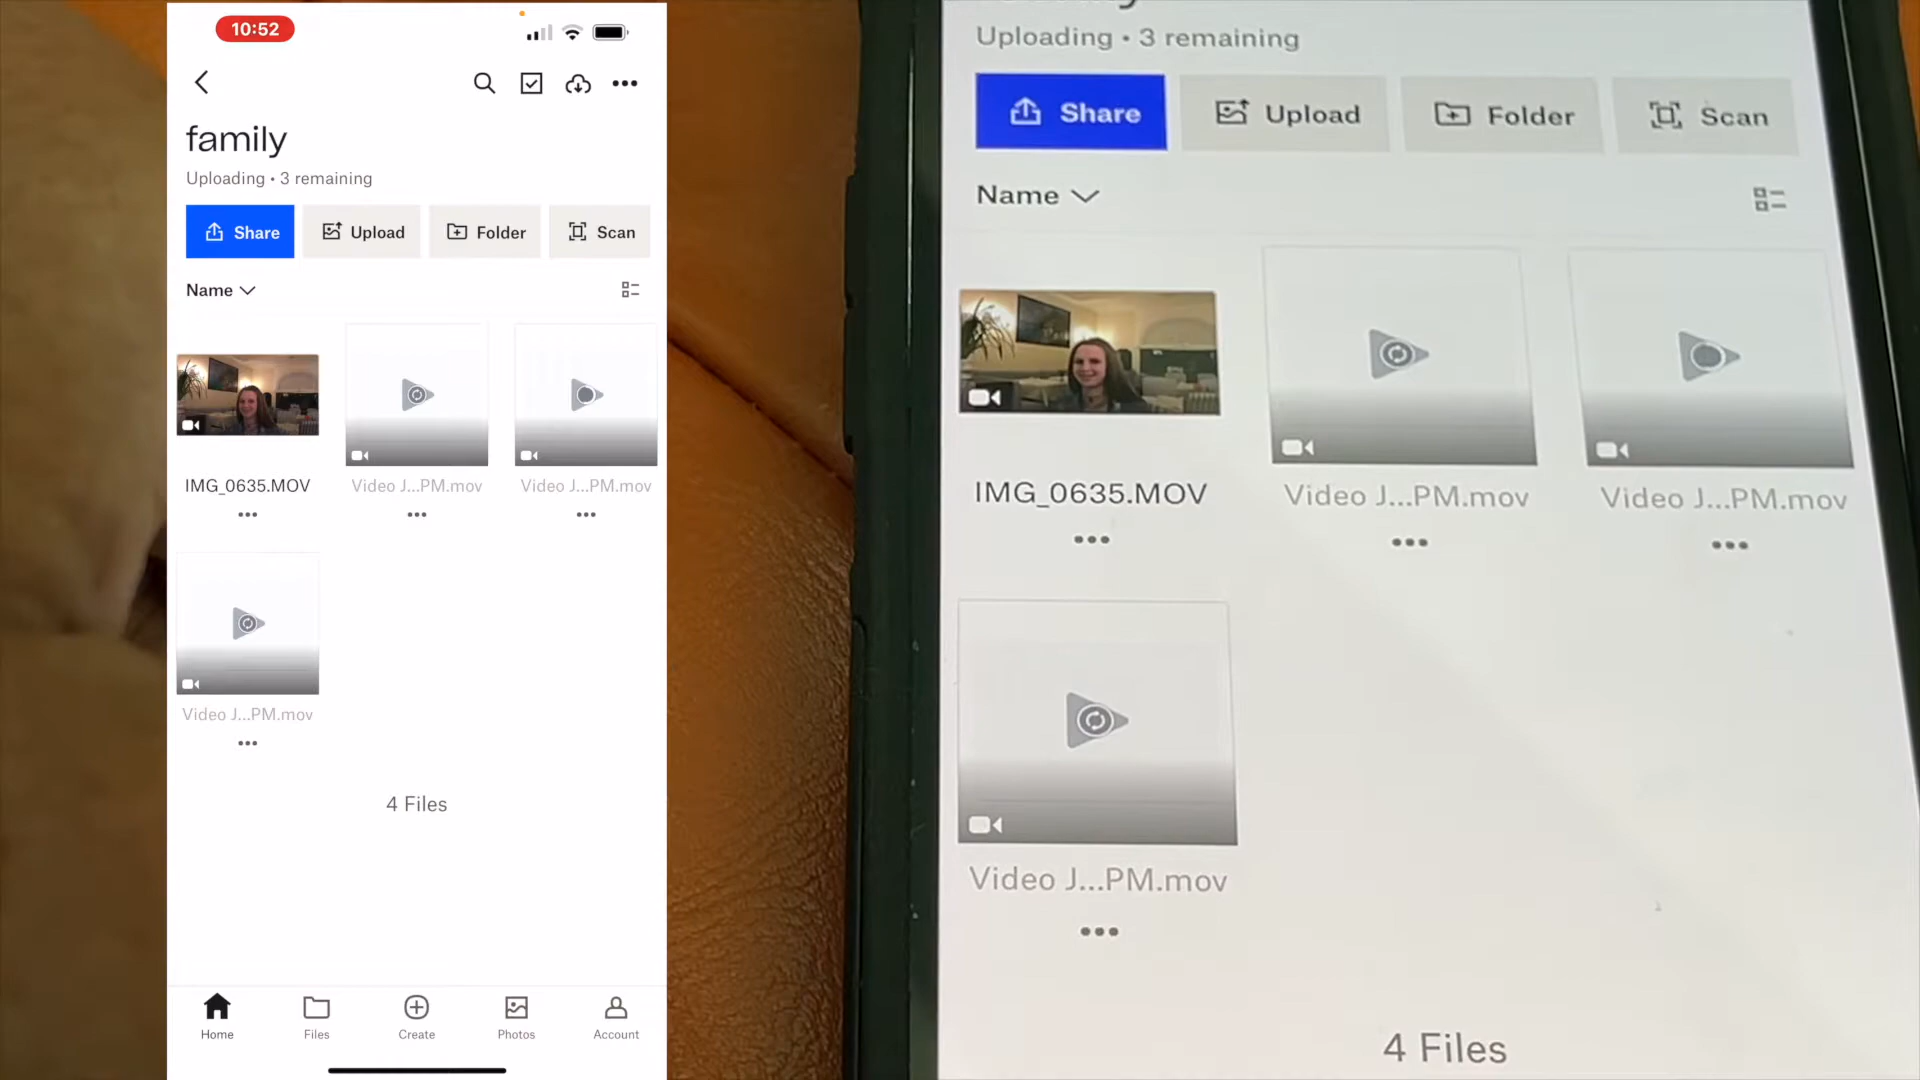 10:52
family
Uploading • 3 remaining
Share
Upload
Folder
Scan
Name
IMG_0635.MOV
Video J...PM.mov
Video J...PM.mov
Video J...PM.mov
4 Files
Home
Files
Create
Photos
Account
Uploading • 3 remaining
Share
Upload
Folder
Scan
Name
IMG_0635.MOV
Video J...PM.mov
Video J...PM.mov
Video J...PM.mov
4 Files